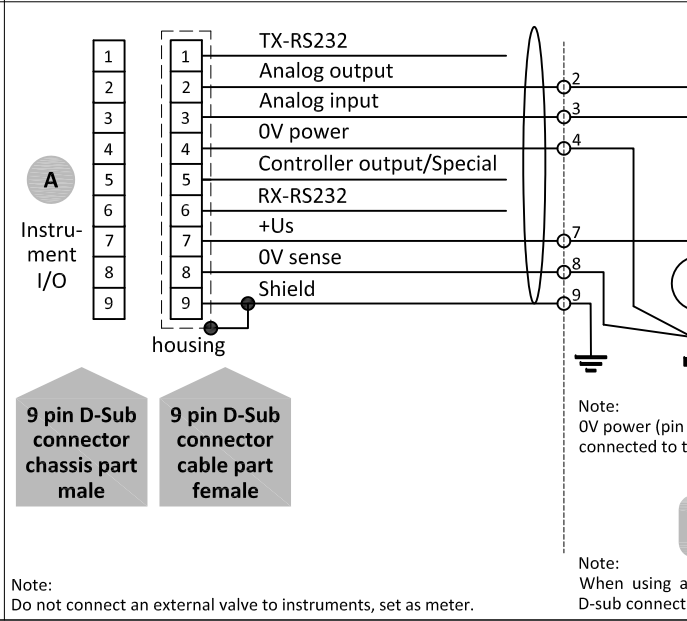 TX-RS232
Analog output
Analog input
0V power
Controller output/Special
RX-RS232
+Us
0V sense
Shield
1
2
3
4
5
6
7
8
9
1
2
3
4
5
6
7
8
9
2
3
4
7
8
9
A
Instru-
ment
I/O
housing
9 pin D-Sub
connector
chassis part
male
9 pin D-Sub
connector
cable part
female
Note:
0V power (pin
connected to t
Note:
When using a
D-sub connect
Note:
Do not connect an external valve to instruments, set as meter.